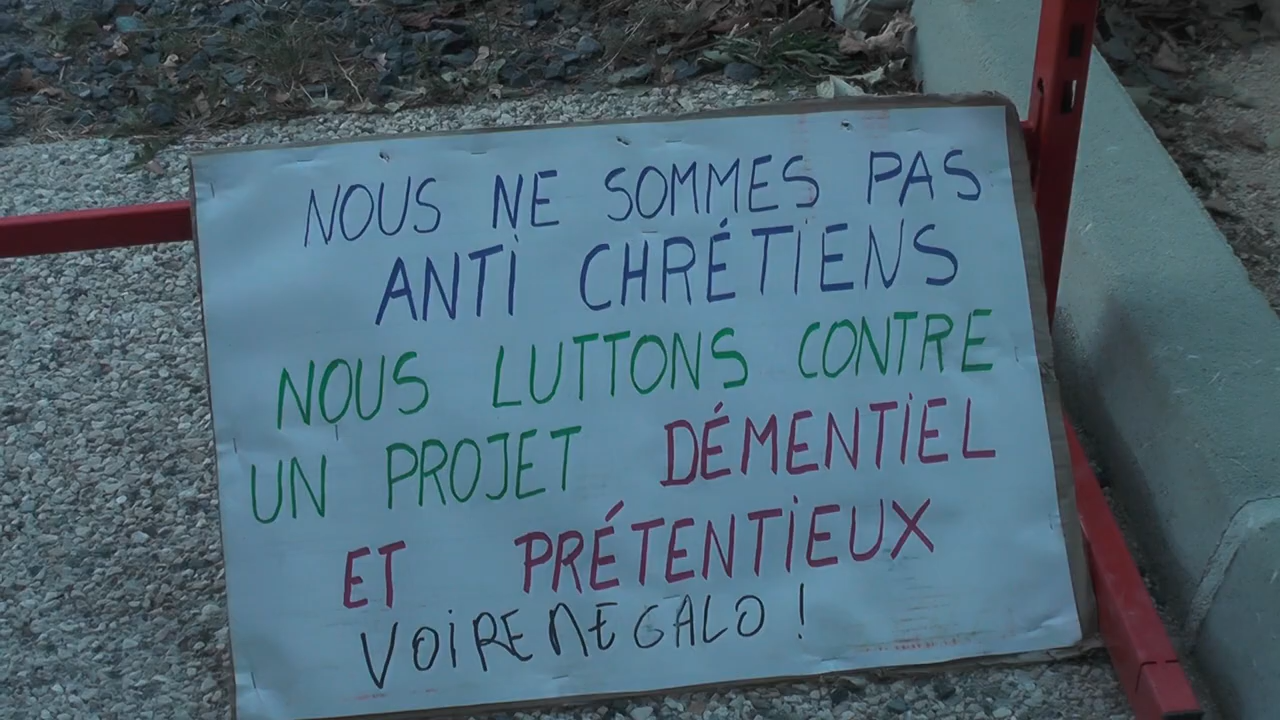 NOUS NE SOMMES PAS
ANTI CHRÉTIENS
NOUS LUTTONS CONTRE
UN PROJET DÉMENTIEL
ET PRÉTENTIEUX
VOIRE MEGALO !